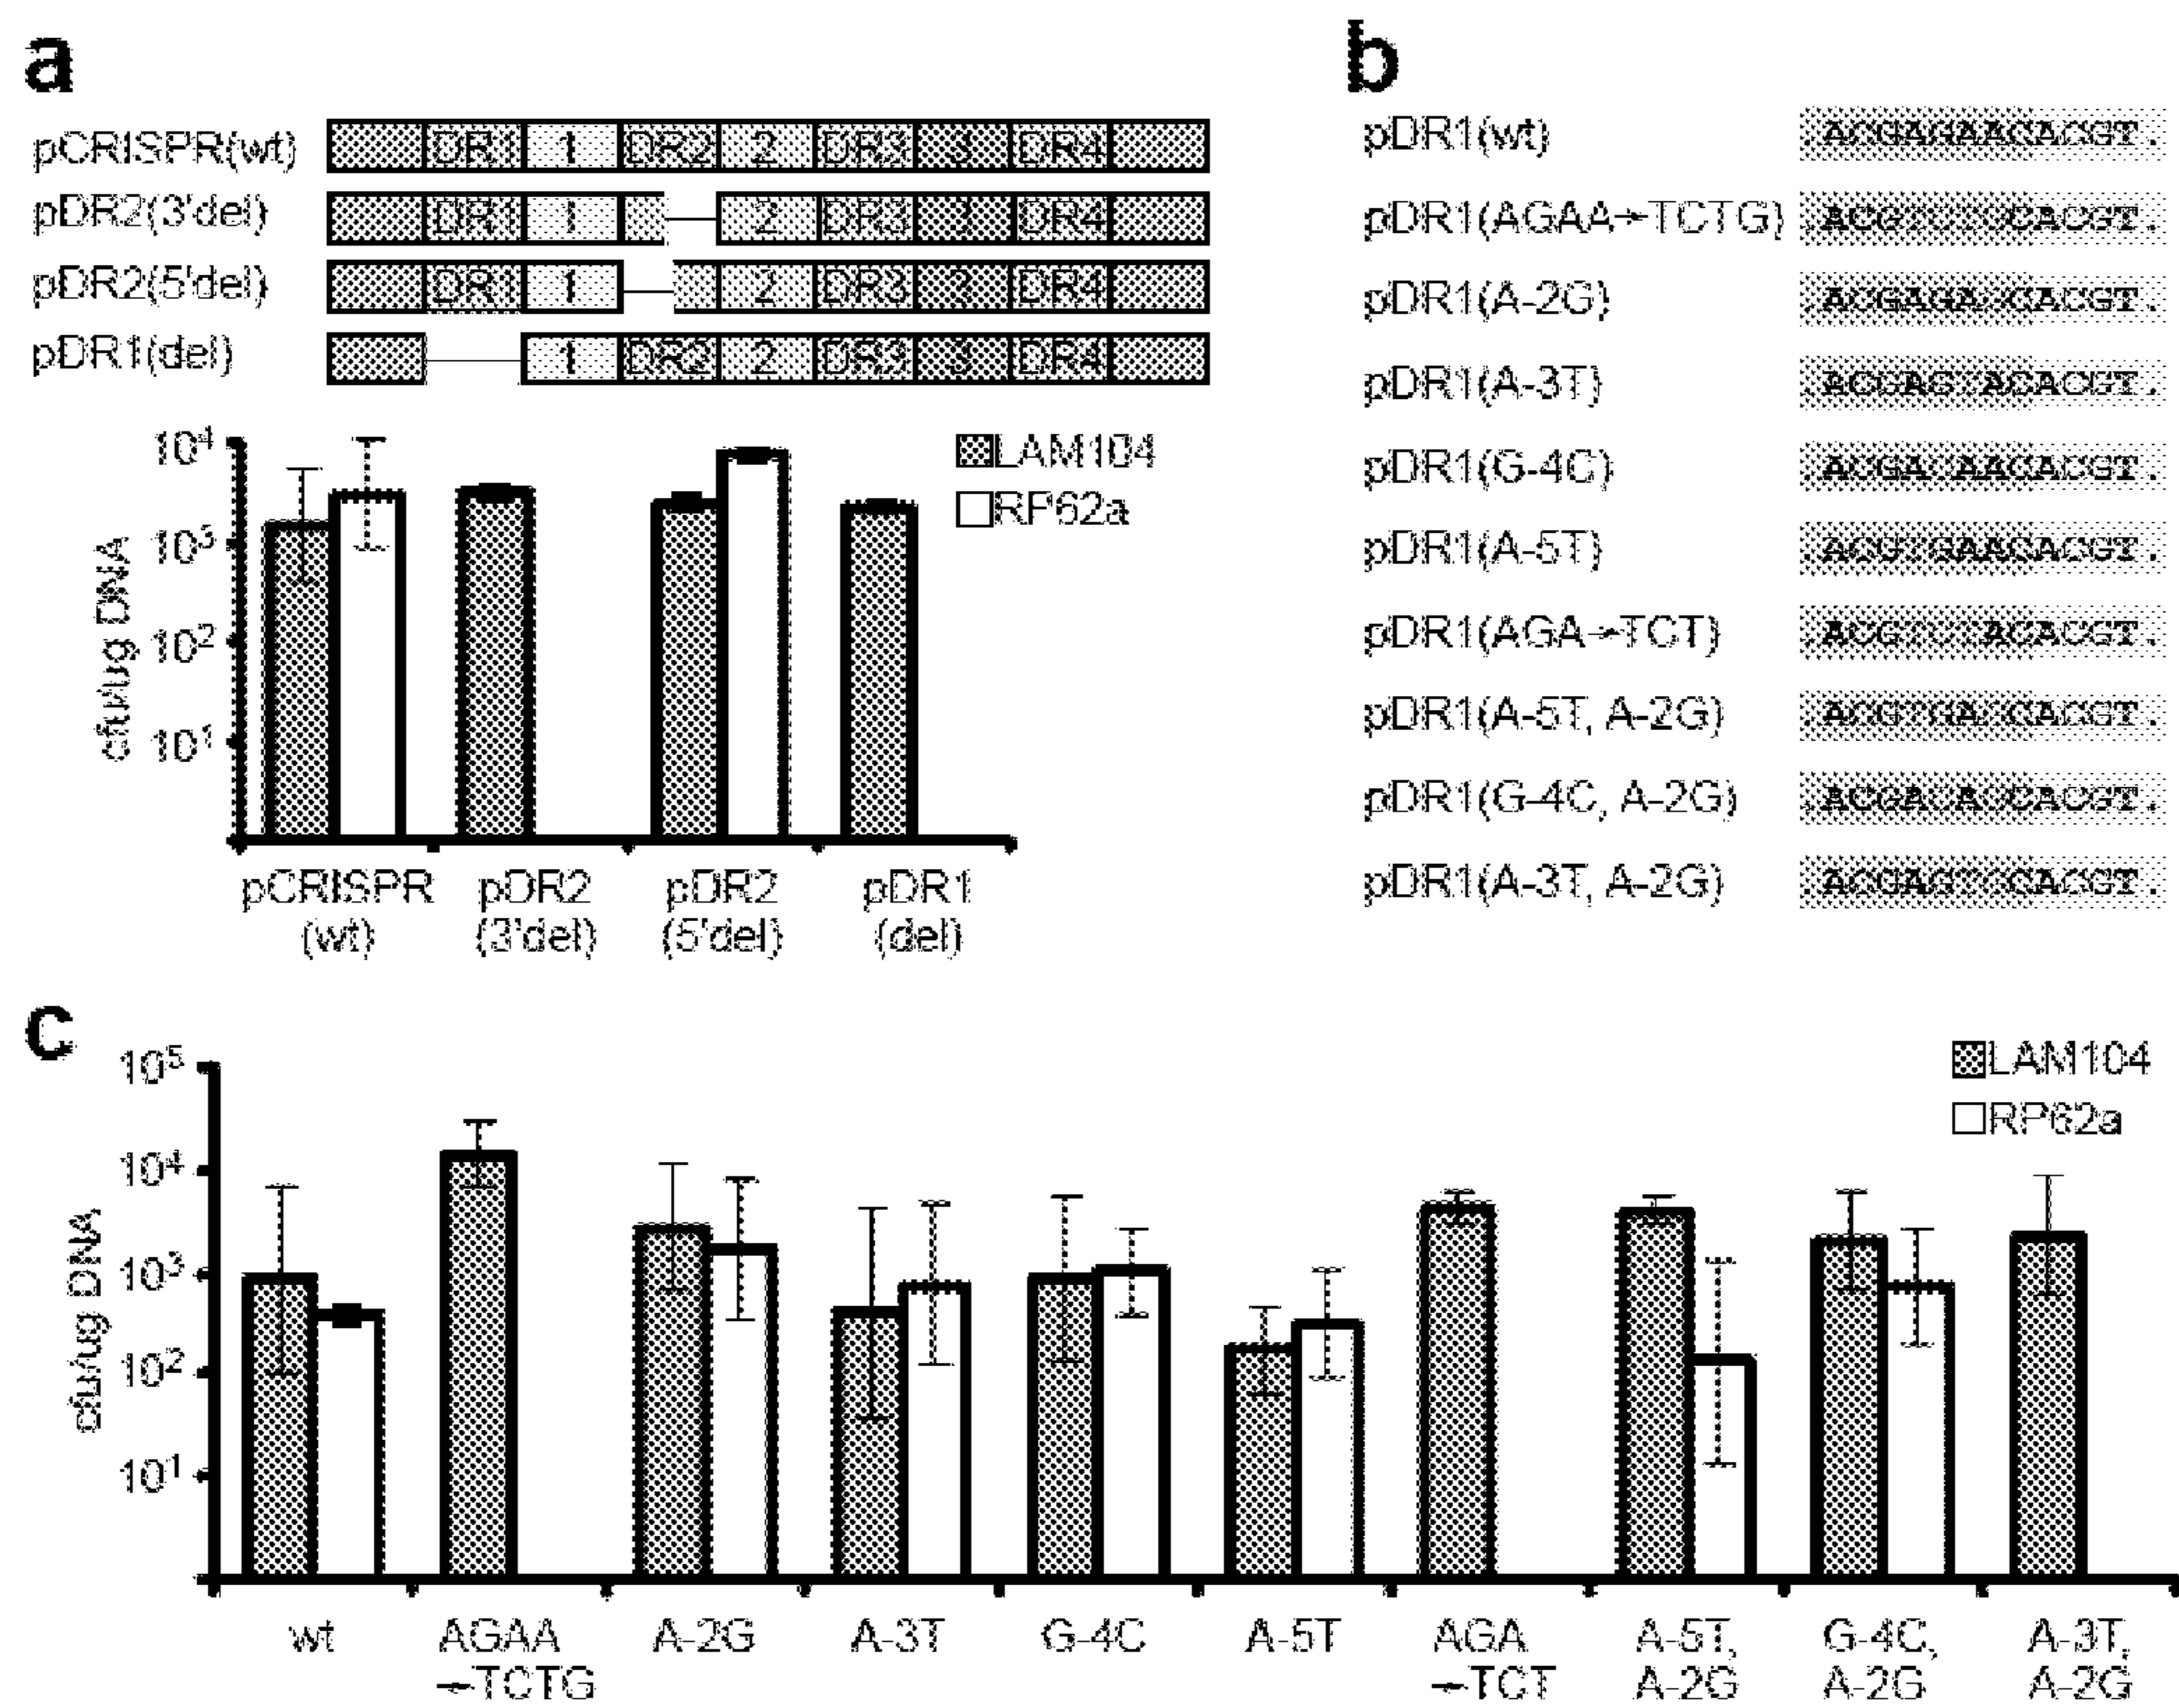 a
pCRISPR(wt) DR1 1 DR2 2 DR3 3 DR4
pDR2(3'del) DR1 1 2 DR3 3 DR4
pDR2(5'del) DR1 1 2 DR3 3 DR4
pDR1(del) 1 DR2 2 DR3 3 DR4
10⁴
10³
10²
10¹
cfu/ug DNA
LAM104
RP62a
pCRISPR (wt)
pDR2 (3'del)
pDR2 (5'del)
pDR1 (del)
b
pDR1(wt) ACGAGAACACGT.
pDR1(AGAA→TCTG) ACGTCTGCACGT.
pDR1(A-2G)
pDR1(A-3T)
pDR1(G-4C)
pDR1(A-5T)
pDR1(AGA→TCT)
pDR1(A-5T, A-2G)
pDR1(G-4C, A-2G)
pDR1(A-3T, A-2G)
c
10⁵
10⁴
10³
10²
10¹
cfu/ug DNA
LAM104
RP62a
wt
AGAA
→TCTG
A-2G
A-3T
G-4C
A-5T
AGA
→TCT
A-5T,
A-2G
G-4C,
A-2G
A-3T,
A-2G